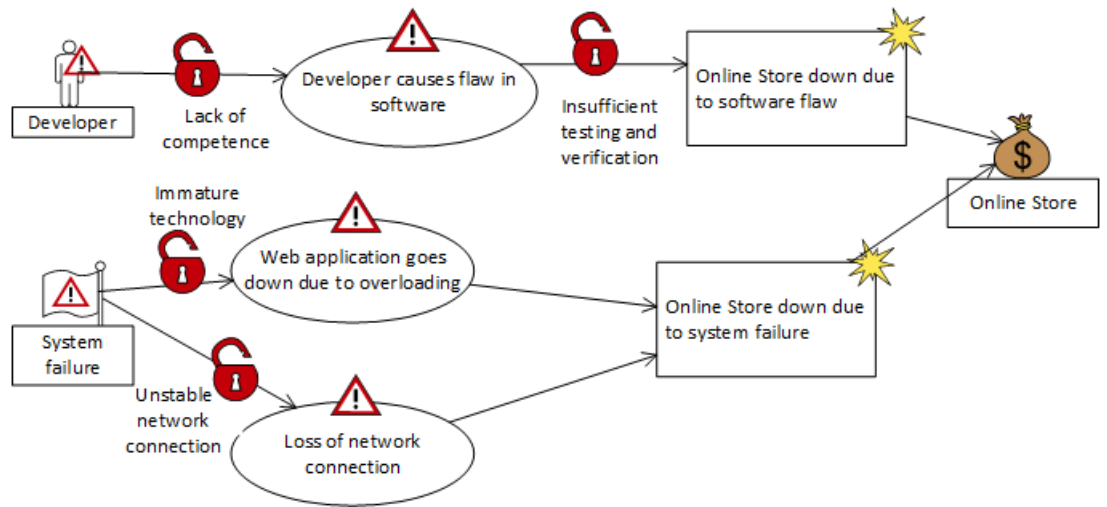 Developer
Lack of
competence
Developer causes flaw in
software
Insufficient
testing and
verification
Online Store down due
to software flaw
$
Online Store
Immature
technology
System
failure
Web application goes
down due to overloading
Unstable
network
connection
Loss of network
connection
Online Store down due
to system failure